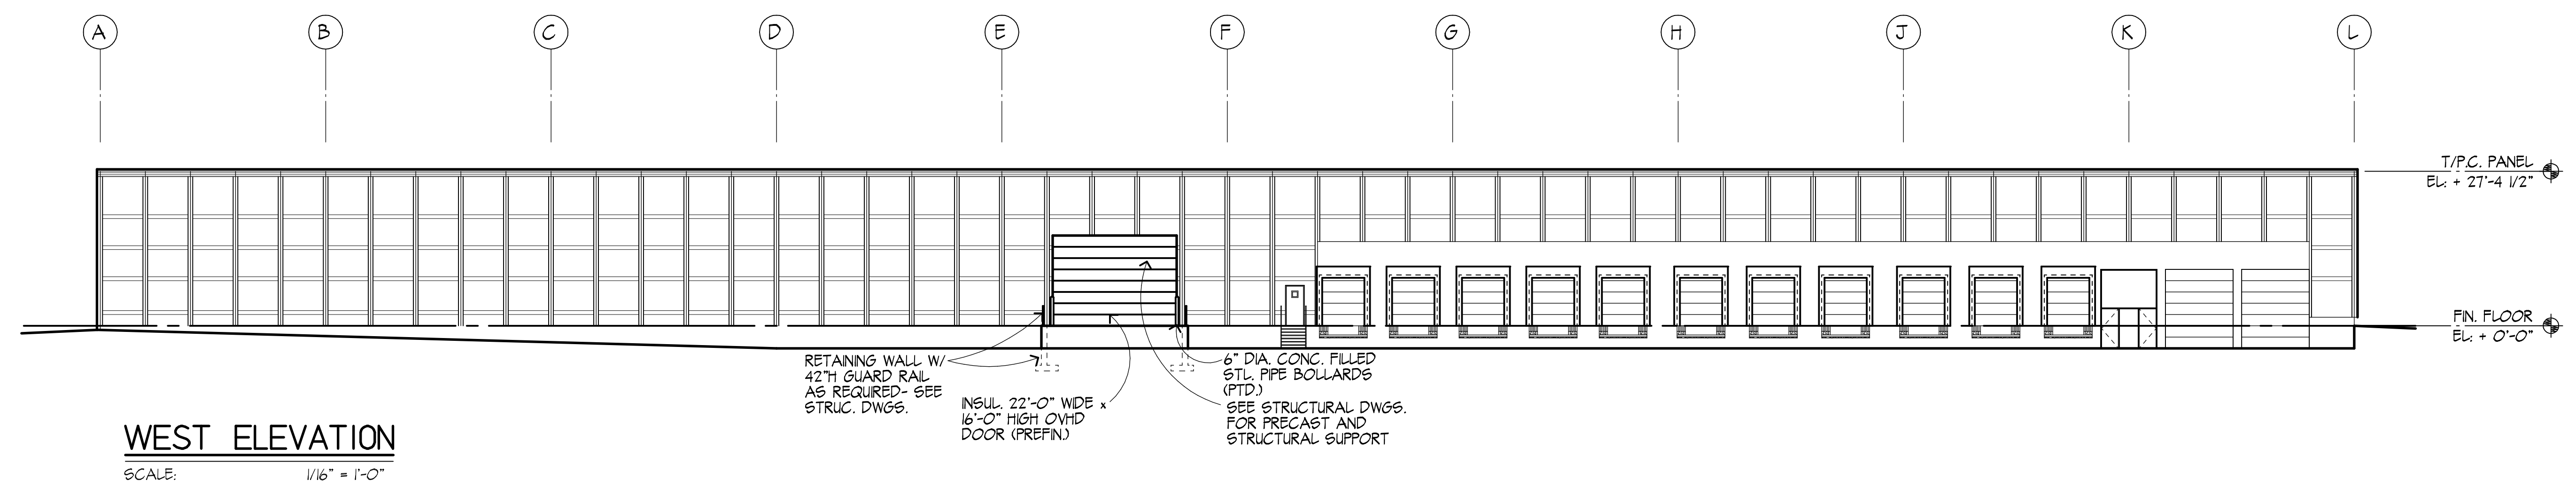 A B C D E F G H J K L
T/P.C. PANEL
EL: + 27'-4 1/2"
FIN. FLOOR
EL: + 0'-0"
RETAINING WALL W/
42"H GUARD RAIL
AS REQUIRED- SEE
STRUC. DWGS.
INSUL. 22'-0" WIDE x
16'-0" HIGH OVHD
DOOR (PREFIN.)
6" DIA. CONC. FILLED
STL. PIPE BOLLARDS
(PTD.)
SEE STRUCTURAL DWGS.
FOR PRECAST AND
STRUCTURAL SUPPORT
WEST ELEVATION
SCALE: 1/16" = 1'-0"